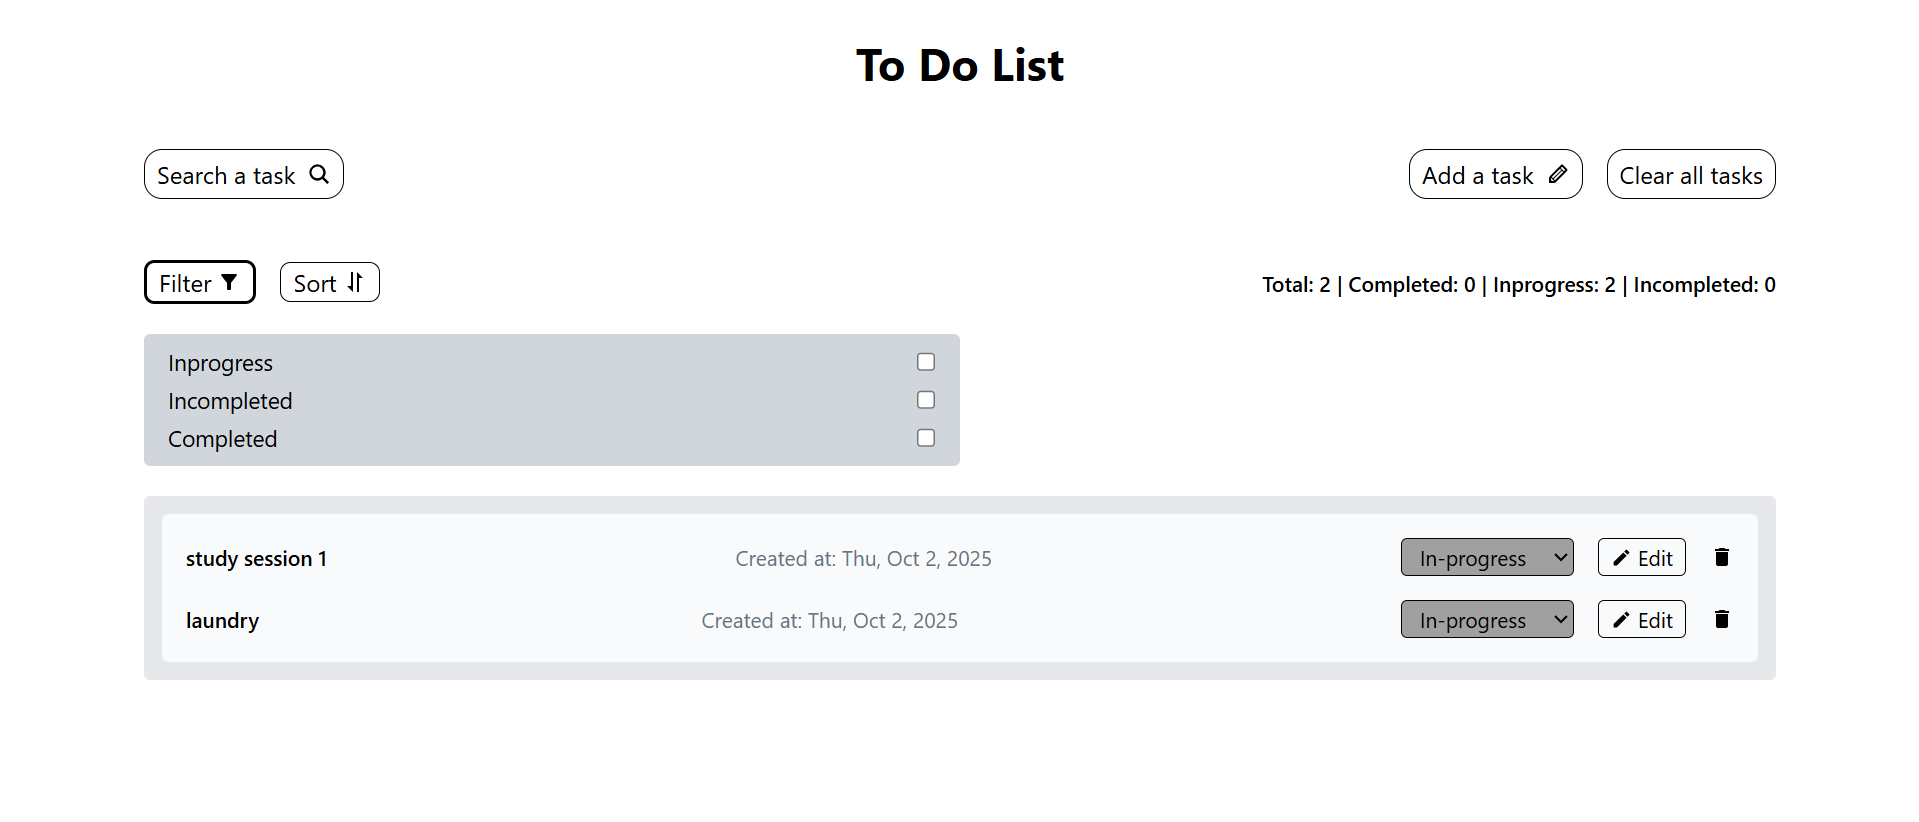 To Do List
Search a task
Add a task
Clear all tasks
Filter
Sort
Total: 2 | Completed: 0 | Inprogress: 2 | Incompleted: 0
Inprogress
Incompleted
Completed
study session 1 Created at: Thu, Oct 2, 2025 In-progress Edit
laundry Created at: Thu, Oct 2, 2025 In-progress Edit